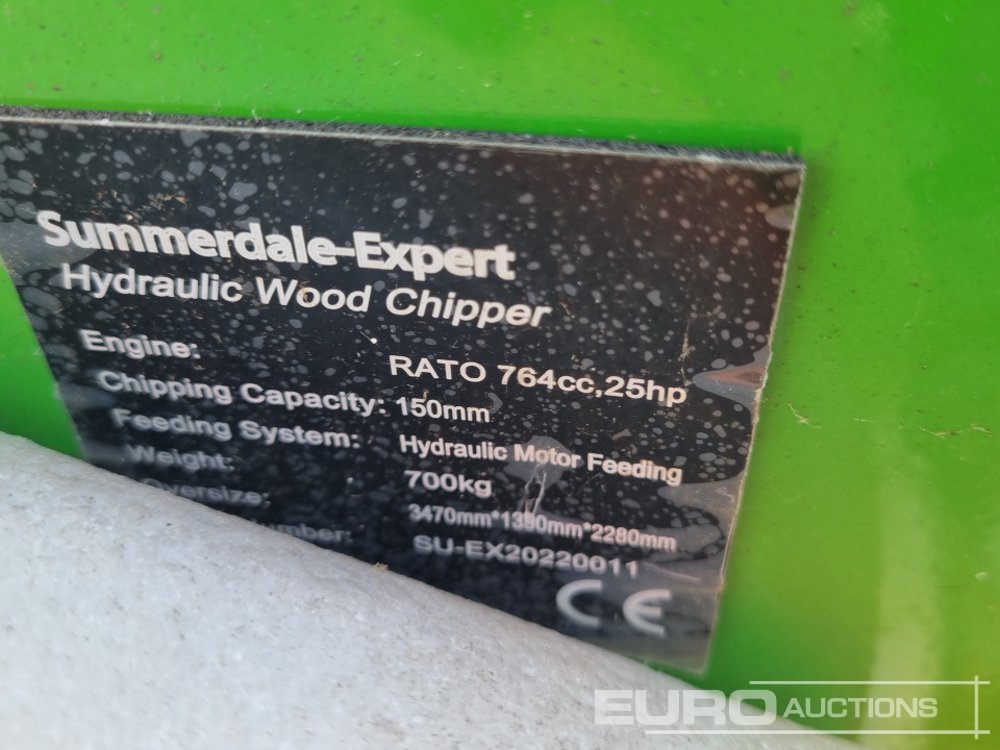 Summerdale-Expert
Hydraulic Wood Chipper
Engine: RATO 764cc,25hp
Chipping Capacity: 150mm
Feeding System: Hydraulic Motor Feeding
Weight: 700kg
Oversize: 3470mm*1390mm*2280mm
SU-EX20220011
CE
EURO AUCTIONS